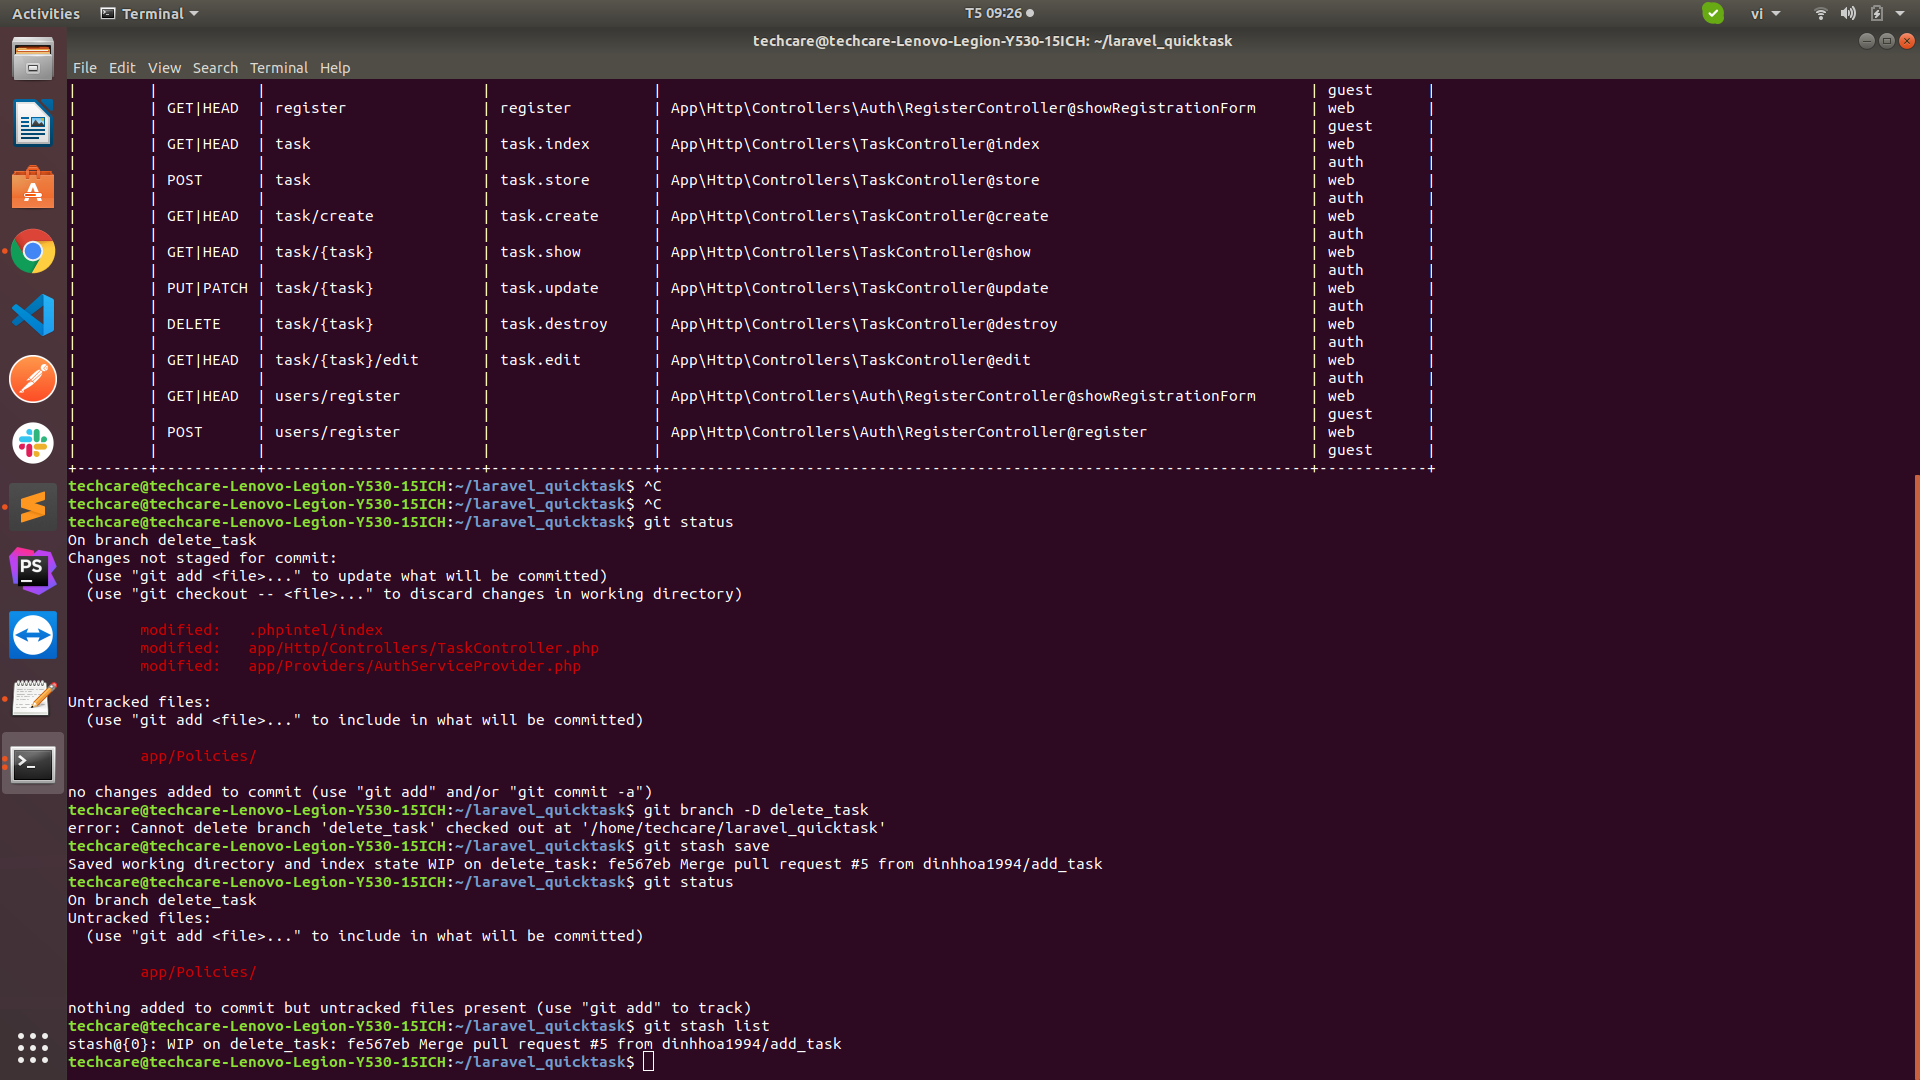 Activities Terminal T5 09:26 vi
techcare@techcare-Lenovo-Legion-Y530-15ICH: ~/laravel_quicktask
File Edit View Search Terminal Help
| | | | | | guest |
| | GET|HEAD | register | register | App\Http\Controllers\Auth\RegisterController@showRegistrationForm | web |
| | | | | | guest |
| | GET|HEAD | task | task.index | App\Http\Controllers\TaskController@index | web |
| | | | | | auth |
| | POST | task | task.store | App\Http\Controllers\TaskController@store | web |
| | | | | | auth |
| | GET|HEAD | task/create | task.create | App\Http\Controllers\TaskController@create | web |
| | | | | | auth |
| | GET|HEAD | task/{task} | task.show | App\Http\Controllers\TaskController@show | web |
| | | | | | auth |
| | PUT|PATCH | task/{task} | task.update | App\Http\Controllers\TaskController@update | web |
| | | | | | auth |
| | DELETE | task/{task} | task.destroy | App\Http\Controllers\TaskController@destroy | web |
| | | | | | auth |
| | GET|HEAD | task/{task}/edit | task.edit | App\Http\Controllers\TaskController@edit | web |
| | | | | | auth |
| | GET|HEAD | users/register | | App\Http\Controllers\Auth\RegisterController@showRegistrationForm | web |
| | | | | | guest |
| | POST | users/register | | App\Http\Controllers\Auth\RegisterController@register | web |
| | | | | | guest |
+--------+-----------+------------------------+------------------+------------------------------------------------------------------------+------------+
techcare@techcare-Lenovo-Legion-Y530-15ICH:~/laravel_quicktask$ ^C
techcare@techcare-Lenovo-Legion-Y530-15ICH:~/laravel_quicktask$ ^C
techcare@techcare-Lenovo-Legion-Y530-15ICH:~/laravel_quicktask$ git status
On branch delete_task
Changes not staged for commit:
(use "git add <file>..." to update what will be committed)
(use "git checkout -- <file>..." to discard changes in working directory)
modified: .phpintel/index
modified: app/Http/Controllers/TaskController.php
modified: app/Providers/AuthServiceProvider.php
Untracked files:
(use "git add <file>..." to include in what will be committed)
app/Policies/
no changes added to commit (use "git add" and/or "git commit -a")
techcare@techcare-Lenovo-Legion-Y530-15ICH:~/laravel_quicktask$ git branch -D delete_task
error: Cannot delete branch 'delete_task' checked out at '/home/techcare/laravel_quicktask'
techcare@techcare-Lenovo-Legion-Y530-15ICH:~/laravel_quicktask$ git stash save
Saved working directory and index state WIP on delete_task: fe567eb Merge pull request #5 from dinhhoa1994/add_task
techcare@techcare-Lenovo-Legion-Y530-15ICH:~/laravel_quicktask$ git status
On branch delete_task
Untracked files:
(use "git add <file>..." to include in what will be committed)
app/Policies/
nothing added to commit but untracked files present (use "git add" to track)
techcare@techcare-Lenovo-Legion-Y530-15ICH:~/laravel_quicktask$ git stash list
stash@{0}: WIP on delete_task: fe567eb Merge pull request #5 from dinhhoa1994/add_task
techcare@techcare-Lenovo-Legion-Y530-15ICH:~/laravel_quicktask$
PS